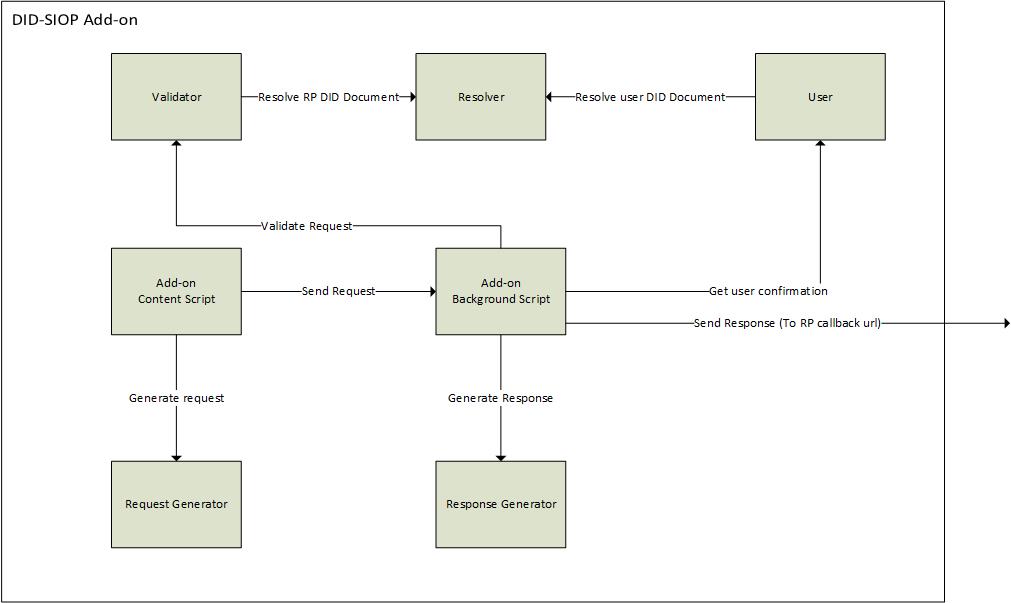 DID-SIOP Add-on
Validator
Resolve RP DID Document
Resolver
Resolve user DID Document
User
Validate Request
Add-on
Content Script
Send Request
Add-on
Background Script
Get user confirmation
Send Response (To RP callback url)
Generate request
Generate Response
Request Generator
Response Generator